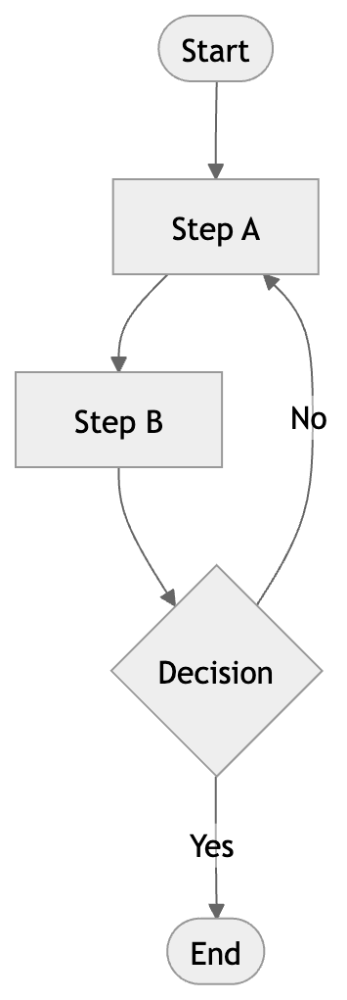 Start
Step A
Step B
No
Decision
Yes
End